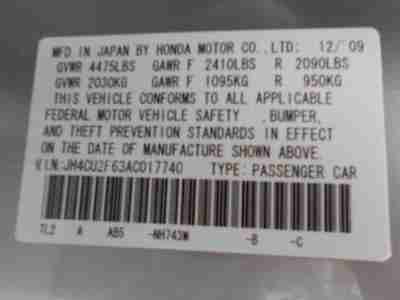 MFD IN JAPAN BY HONDA MOTOR CO.,LTD: 12/'09
GVWR 4475LBS GAWR F 2410LBS R 2090LBS
GVWR 2030KG GAWR F 1095KG R 950KG
THIS VEHICLE CONFORMS TO ALL APPLICABLE
FEDERAL MOTOR VEHICLE SAFETY ,BUMPER,
AND THEFT PREVENTION STANDARDS IN EFFECT
ON THE DATE OF MANUFACTURE SHOWN ABOVE.
V.I.N:JH4CU2F63AC017740 TYPE: PASSENGER CAR
TL2 A AB5 -NH743M -B -C